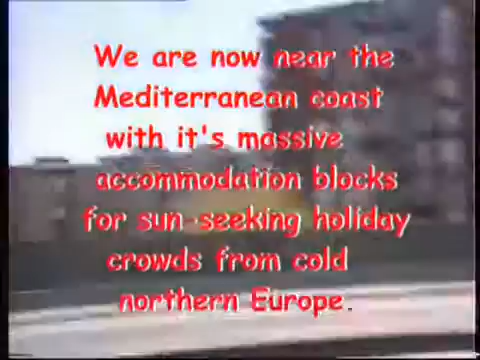 We are now near the
Mediterranean coast
with it's massive
accommodation blocks
for sun-seeking holiday
crowds from cold
northern Europe.